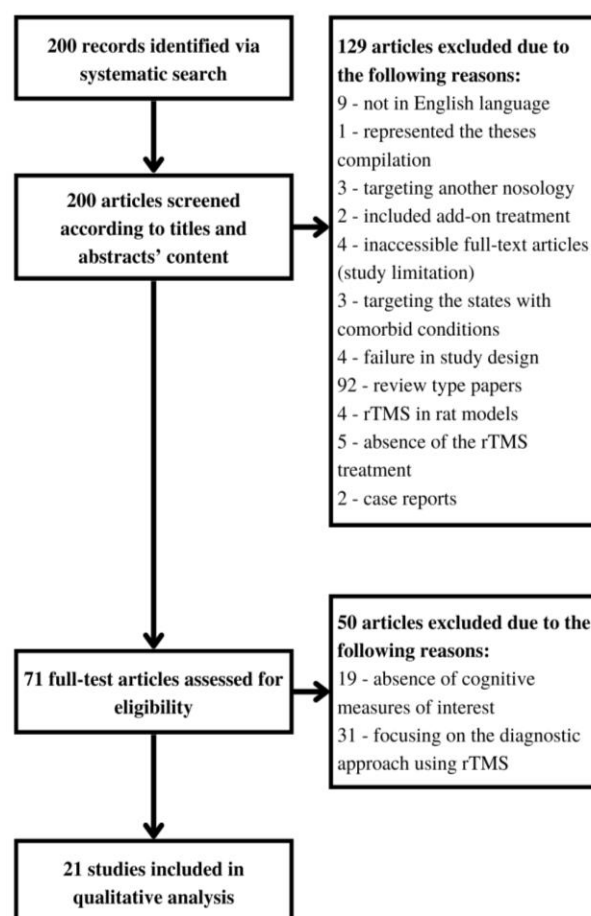 200 records identified via
systematic search
129 articles excluded due to
the following reasons:
9 - not in English language
1 - represented the theses
compilation
3 - targeting another nosology
2 - included add-on treatment
4 - inaccessible full-text articles
(study limitation)
3 - targeting the states with
comorbid conditions
4 - failure in study design
92 - review type papers
4 - rTMS in rat models
5 - absence of the rTMS
treatment
2 - case reports
200 articles screened
according to titles and
abstracts’ content
71 full-test articles assessed for
eligibility
50 articles excluded due to the
following reasons:
19 - absence of cognitive
measures of interest
31 - focusing on the diagnostic
approach using rTMS
21 studies included in
qualitative analysis